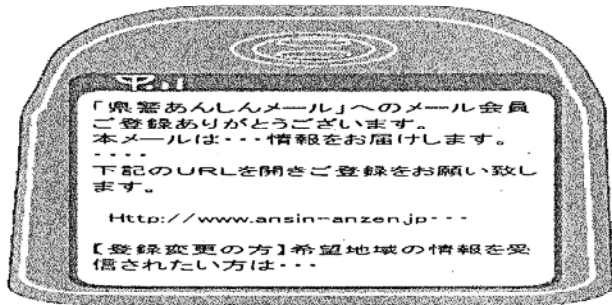 「県警あんしんメール」へのメール会員
ご登録ありがとうございます。
本メールは・・・情報をお届けします。
・・・・
下記のURLを開きご登録をお願い致し
ます。
Http://www.ansin-anzen.jp・・・
【登録変更の方】希望地域の情報を受
信されたい方は・・・